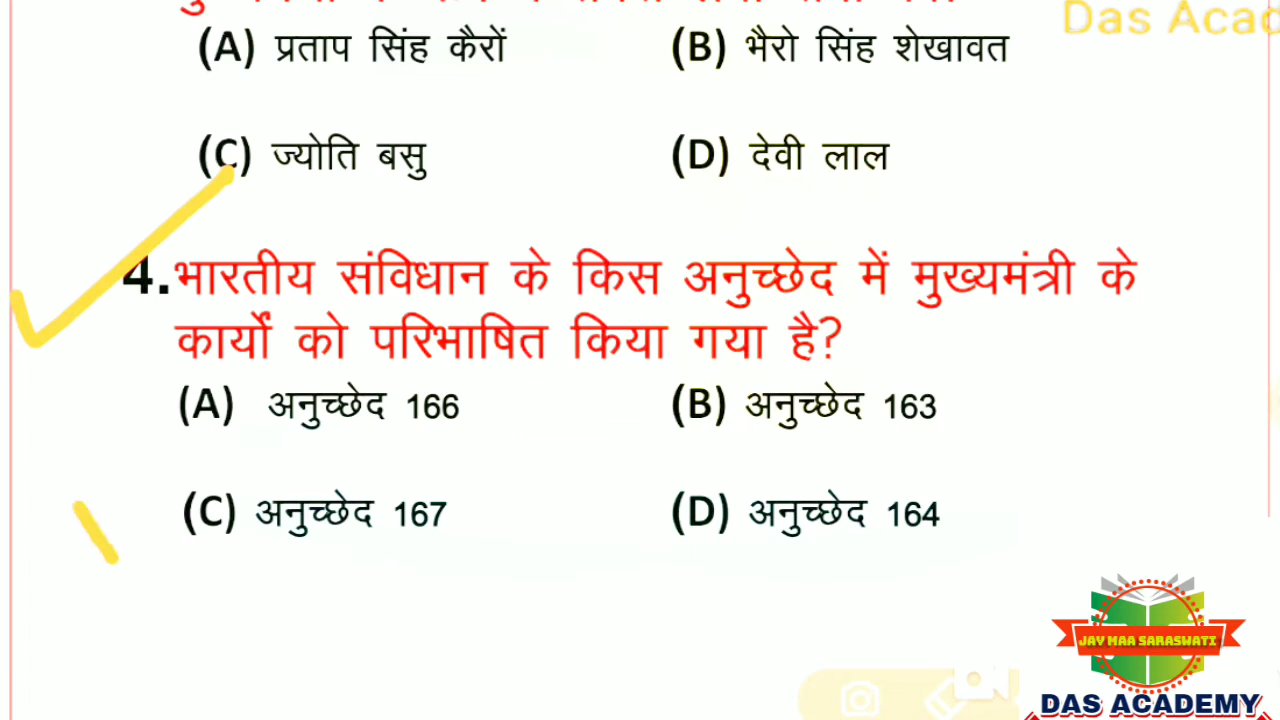 Das Acad
(A) प्रताप सिंह कैरों (B) भैरो सिंह शेखावत
(C) ज्योति बसु (D) देवी लाल
4. भारतीय संविधान के किस अनुच्छेद में मुख्यमंत्री के
कार्यों को परिभाषित किया गया है?
(A) अनुच्छेद 166 (B) अनुच्छेद 163
(C) अनुच्छेद 167 (D) अनुच्छेद 164
JAY MAA SARASWATI
DAS ACADEMY